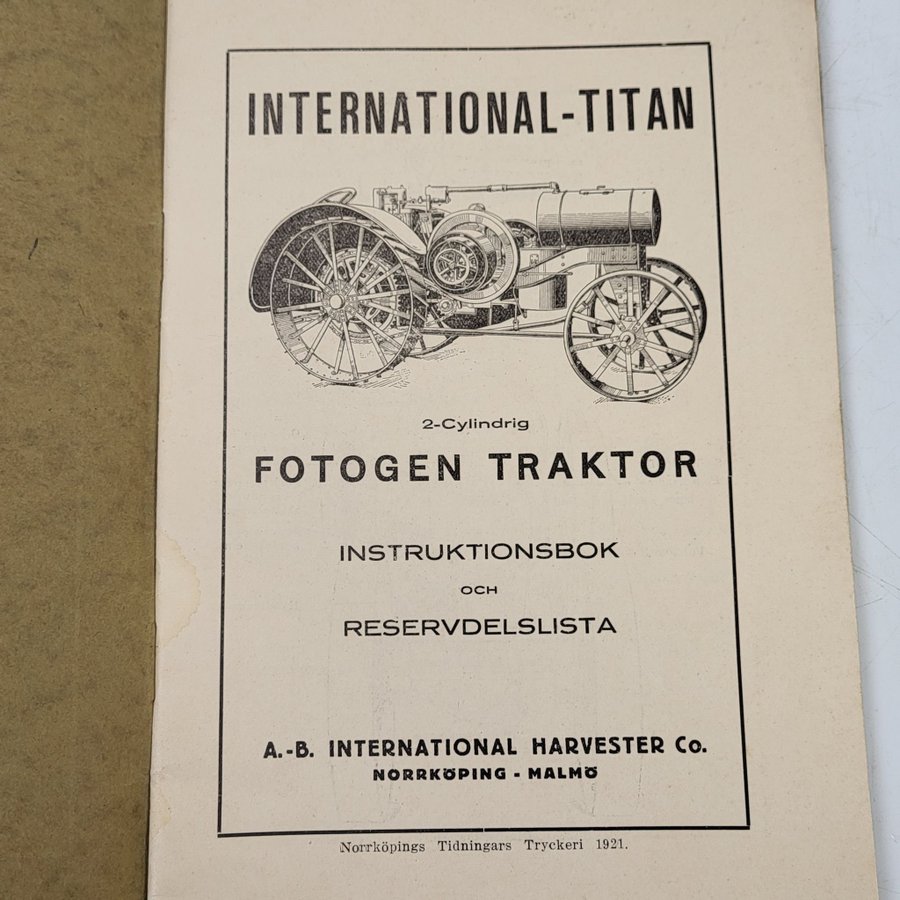 INTERNATIONAL-TITAN
2-Cylindrig
FOTOGEN TRAKTOR
INSTRUKTIONSBOK
OCH
RESERVDELSLISTA
A.-B. INTERNATIONAL HARVESTER Co.
NORRKÖPING - MALMÖ
Norrköpings Tidningars Tryckeri 1921.